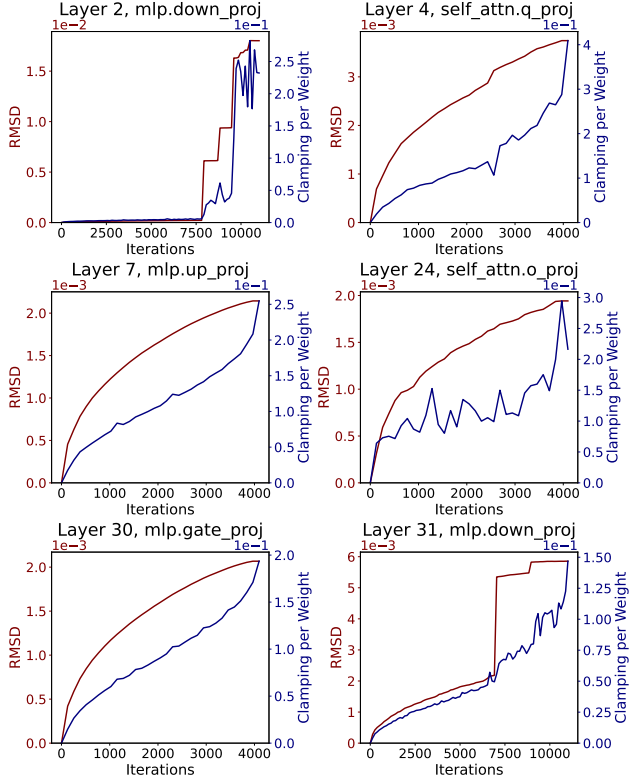 Layer 2, mlp.down_proj
1e−2
1e−1
RMSD
1.5
1.0
0.5
0.0
Clamping per Weight
2.5
2.0
1.5
1.0
0.5
0.0
0 2500 5000 7500 10000
Iterations
Layer 4, self_attn.q_proj
1e−3
1e−1
RMSD
3
2
1
0
Clamping per Weight
4
3
2
1
0
0 1000 2000 3000 4000
Iterations
Layer 7, mlp.up_proj
1e−3
1e−1
RMSD
2.0
1.5
1.0
0.5
0.0
Clamping per Weight
2.5
2.0
1.5
1.0
0.5
0.0
0 1000 2000 3000 4000
Iterations
Layer 24, self_attn.o_proj
1e−3
1e−1
RMSD
2.0
1.5
1.0
0.5
0.0
Clamping per Weight
3.0
2.5
2.0
1.5
1.0
0.5
0.0
0 1000 2000 3000 4000
Iterations
Layer 30, mlp.gate_proj
1e−3
1e−1
RMSD
2.0
1.5
1.0
0.5
0.0
Clamping per Weight
2.0
1.5
1.0
0.5
0.0
0 1000 2000 3000 4000
Iterations
Layer 31, mlp.down_proj
1e−3
1e−1
RMSD
6
5
4
3
2
1
0
Clamping per Weight
1.50
1.25
1.00
0.75
0.50
0.25
0.00
0 2500 5000 7500 10000
Iterations